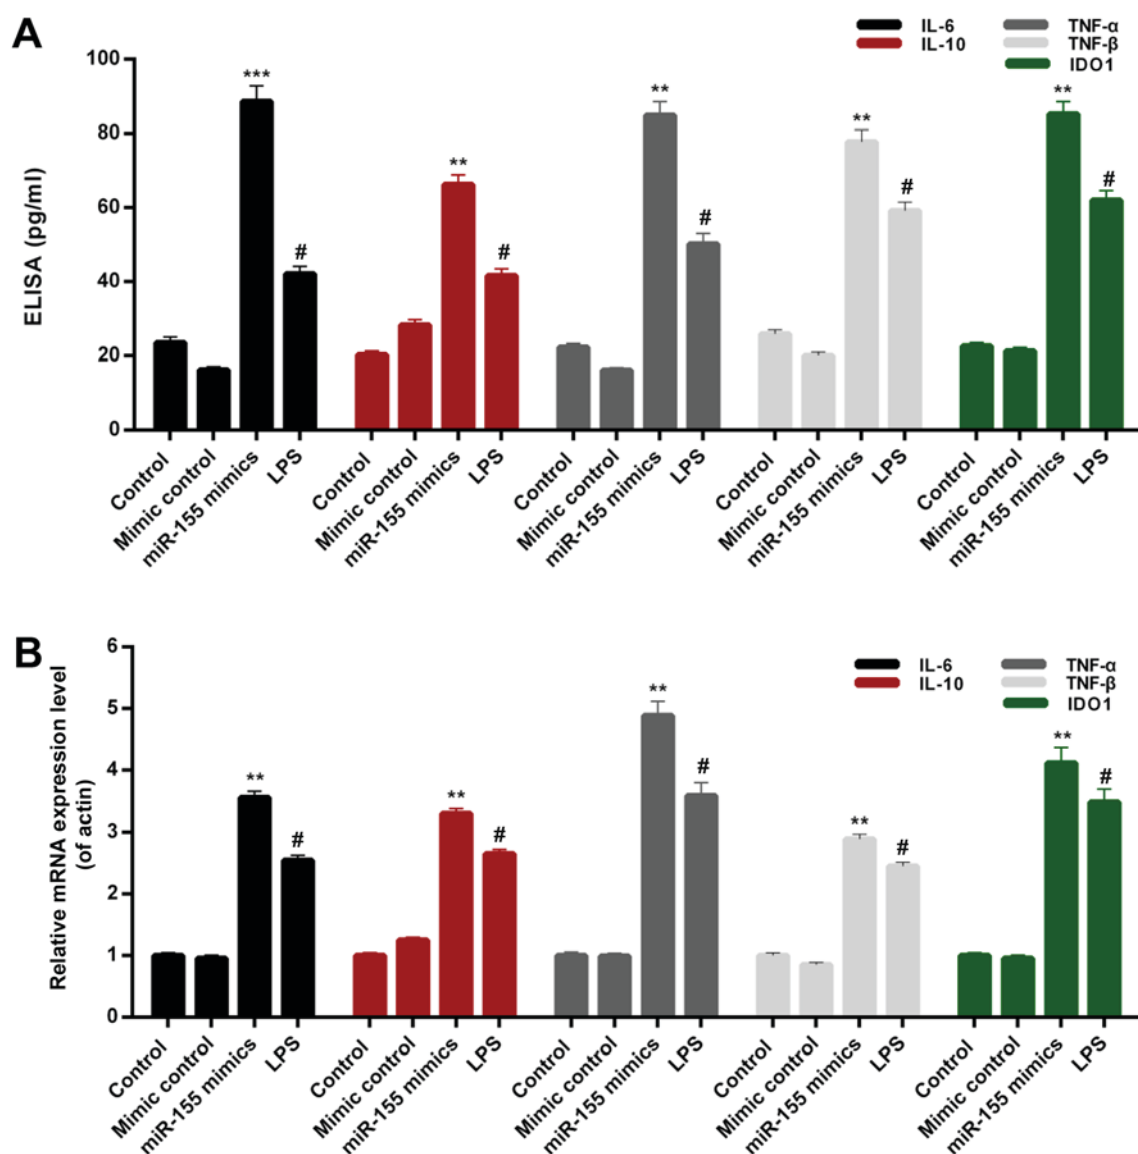 A
IL-6 TNF-α
IL-10 TNF-β
IDO1
ELISA (pg/ml)
100
80
60
40
20
0
*** ** ** ** **
# # # # #
Control Mimic control miR-155 mimics LPS Control Mimic control miR-155 mimics LPS Control Mimic control miR-155 mimics LPS Control Mimic control miR-155 mimics LPS Control Mimic control miR-155 mimics LPS
B
IL-6 TNF-α
IL-10 TNF-β
IDO1
Relative mRNA expression level
(of actin)
6
5
4
3
2
1
0
** ** ** ** **
# # # # #
Control Mimic control miR-155 mimics LPS Control Mimic control miR-155 mimics LPS Control Mimic control miR-155 mimics LPS Control Mimic control miR-155 mimics LPS Control Mimic control miR-155 mimics LPS